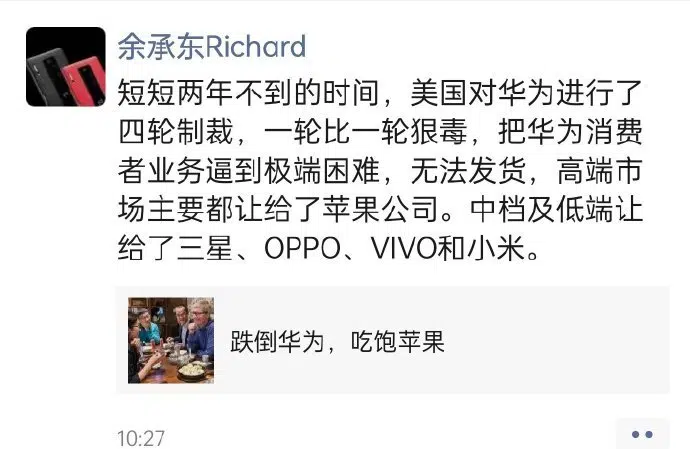 余承东Richard
短短两年不到的时间，美国对华为进行了
四轮制裁，一轮比一轮狠毒，把华为消费
者业务逼到极端困难，无法发货，高端市
场主要都让给了苹果公司。中档及低端让
给了三星、OPPO、VIVO和小米。
跌倒华为，吃饱苹果
10:27